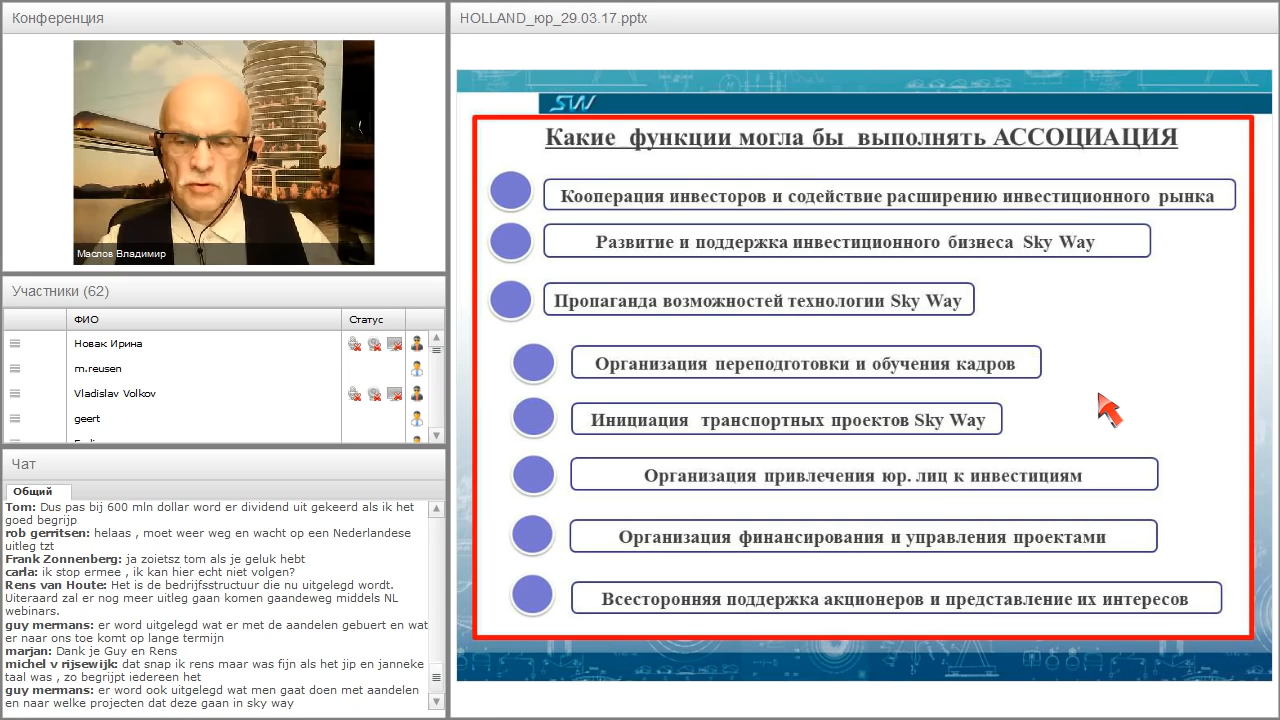 Конференция
Маслов Владимир
Участники (62)
ФИО
Статус
Новак Ирина
m.reusen
Vladislav Volkov
geert
Чат
Общий
Tom: Dus pas bij 600 mln dollar word er dividend uit gekeerd als ik het
goed begrijp
rob gerritsen: helaas , moet weer weg en wacht op een Nederlandese
uitleg tzt
Frank Zonnenberg: ja zoietsz tom als je geluk hebt
carla: ik stop ermee , ik kan hier echt niet volgen?
Rens van Houte: Het is de bedrijfsstructuur die nu uitgelegd wordt.
Uiteraard zal er nog meer uitleg gaan komen gaandeweg middels NL
webinars.
guy mermans: er word uitgelegd wat er met de aandelen gebuert en wat
er naar ons toe komt op lange termijn
marjan: Dank je Guy en Rens
michel v rijsewijk: dat snap ik rens maar was fijn als het jip en janneke
taal was , zo begrijpt iedereen het
guy mermans: er word ook uitgelegd wat men gaat doen met aandelen
en naar welke projecten dat deze gaan in sky way
HOLLAND_юр_29.03.17.pptx
SW
Какие функции могла бы выполнять АССОЦИАЦИЯ
Кооперация инвесторов и содействие расширению инвестиционного рынка
Развитие и поддержка инвестиционного бизнеса Sky Way
Пропаганда возможностей технологии Sky Way
Организация переподготовки и обучения кадров
Инициация транспортных проектов Sky Way
Организация привлечения юр. лиц к инвестициям
Организация финансирования и управления проектами
Всесторонняя поддержка акционеров и представление их интересов